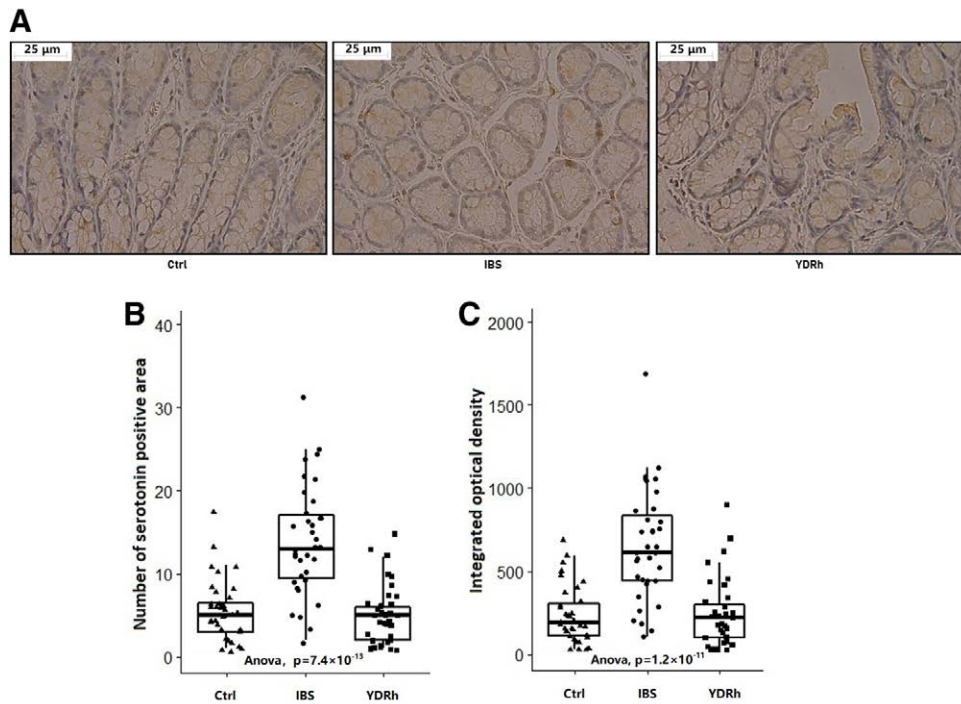 A
25 µm
25 µm
25 µm
Ctrl
IBS
YDRh
B
Number of serotonin positive area
40
30
20
10
0
Anova, p=7.4×10⁻¹³
Ctrl
IBS
YDRh
C
Integrated optical density
2000
1500
1000
500
0
Anova, p=1.2×10⁻¹¹
Ctrl
IBS
YDRh